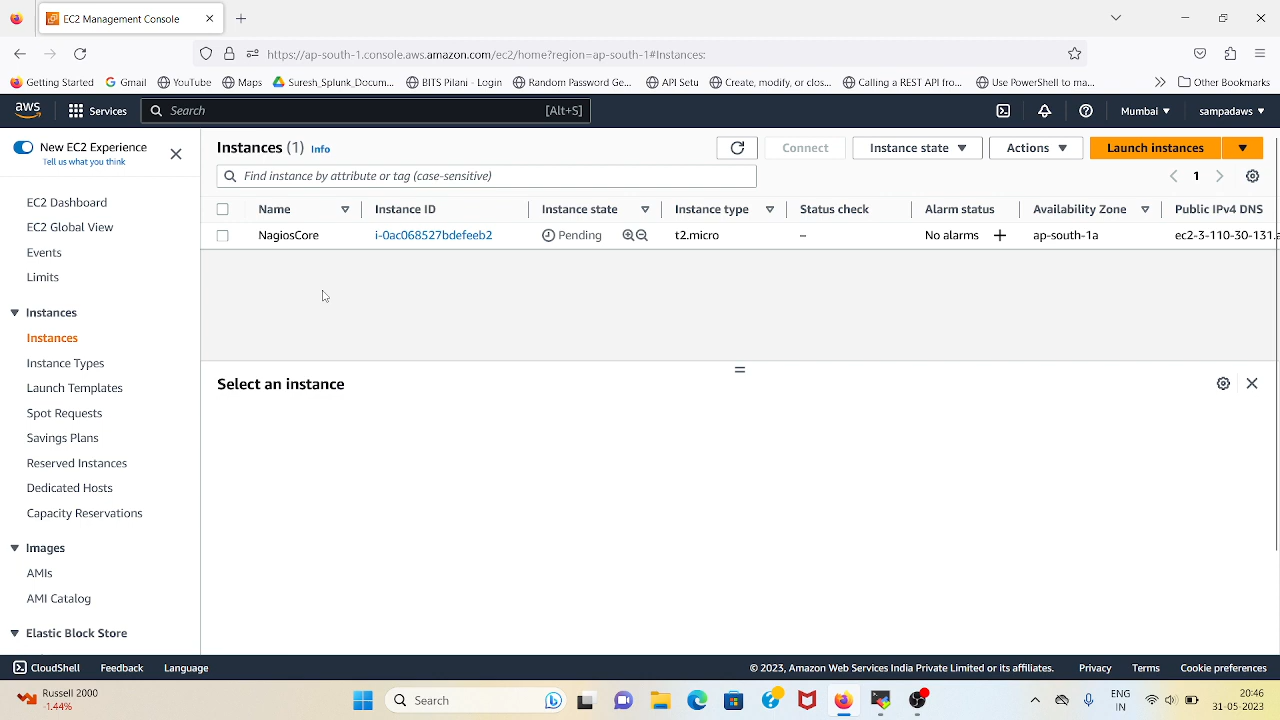 EC2 Management Console
https://ap-south-1.console.aws.amazon.com/ec2/home?region=ap-south-1#Instances:
Getting Started Gmail YouTube Maps Suresh_Splunk_Docum... BITS Pilani - Login Random Password Ge... API Setu Create, modify, or clos... Calling a REST API fro... Use PowerShell to ma... Other Bookmarks
aws Services Search [Alt+S] Mumbai sampadaws
New EC2 Experience
Tell us what you think
EC2 Dashboard
EC2 Global View
Events
Limits
Instances
Instances
Instance Types
Launch Templates
Spot Requests
Savings Plans
Reserved Instances
Dedicated Hosts
Capacity Reservations
Images
AMIs
AMI Catalog
Elastic Block Store
Instances (1) Info Connect Instance state Actions Launch instances
Find instance by attribute or tag (case-sensitive) 1
Name Instance ID Instance state Instance type Status check Alarm status Availability Zone Public IPv4 DNS
NagiosCore i-0ac068527bdefeeb2 Pending t2.micro – No alarms ap-south-1a ec2-3-110-30-131.a
Select an instance
CloudShell Feedback Language © 2023, Amazon Web Services India Private Limited or its affiliates. Privacy Terms Cookie preferences
Russell 2000
-1.44%
Search
ENG
IN
20:46
31-05-2023